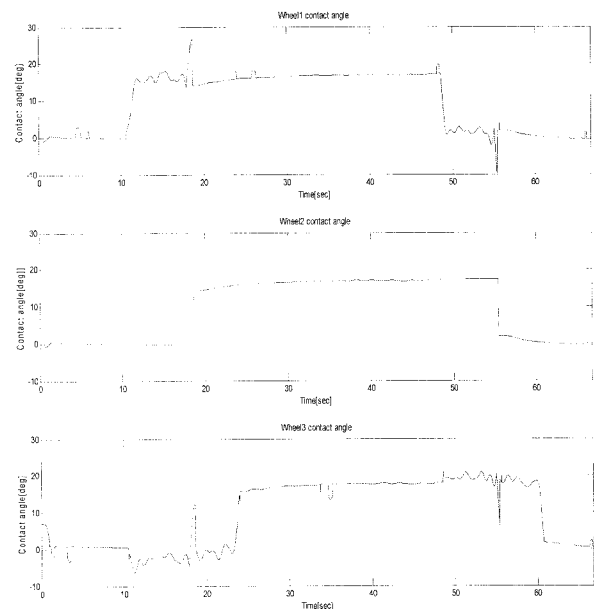 Wheel1 contact angle
30
20
10
0
-10
Contact angle[deg]
0 10 20 30 40 50 60
Time[sec]
Wheel2 contact angle
30
20
10
0
-10
Contact angle[deg]]
0 10 20 30 40 50 60
Time[sec]
Wheel3 contact angle
30
20
10
0
-10
Contact angle[deg]
0 10 20 30 40 50 60
Time[sec]